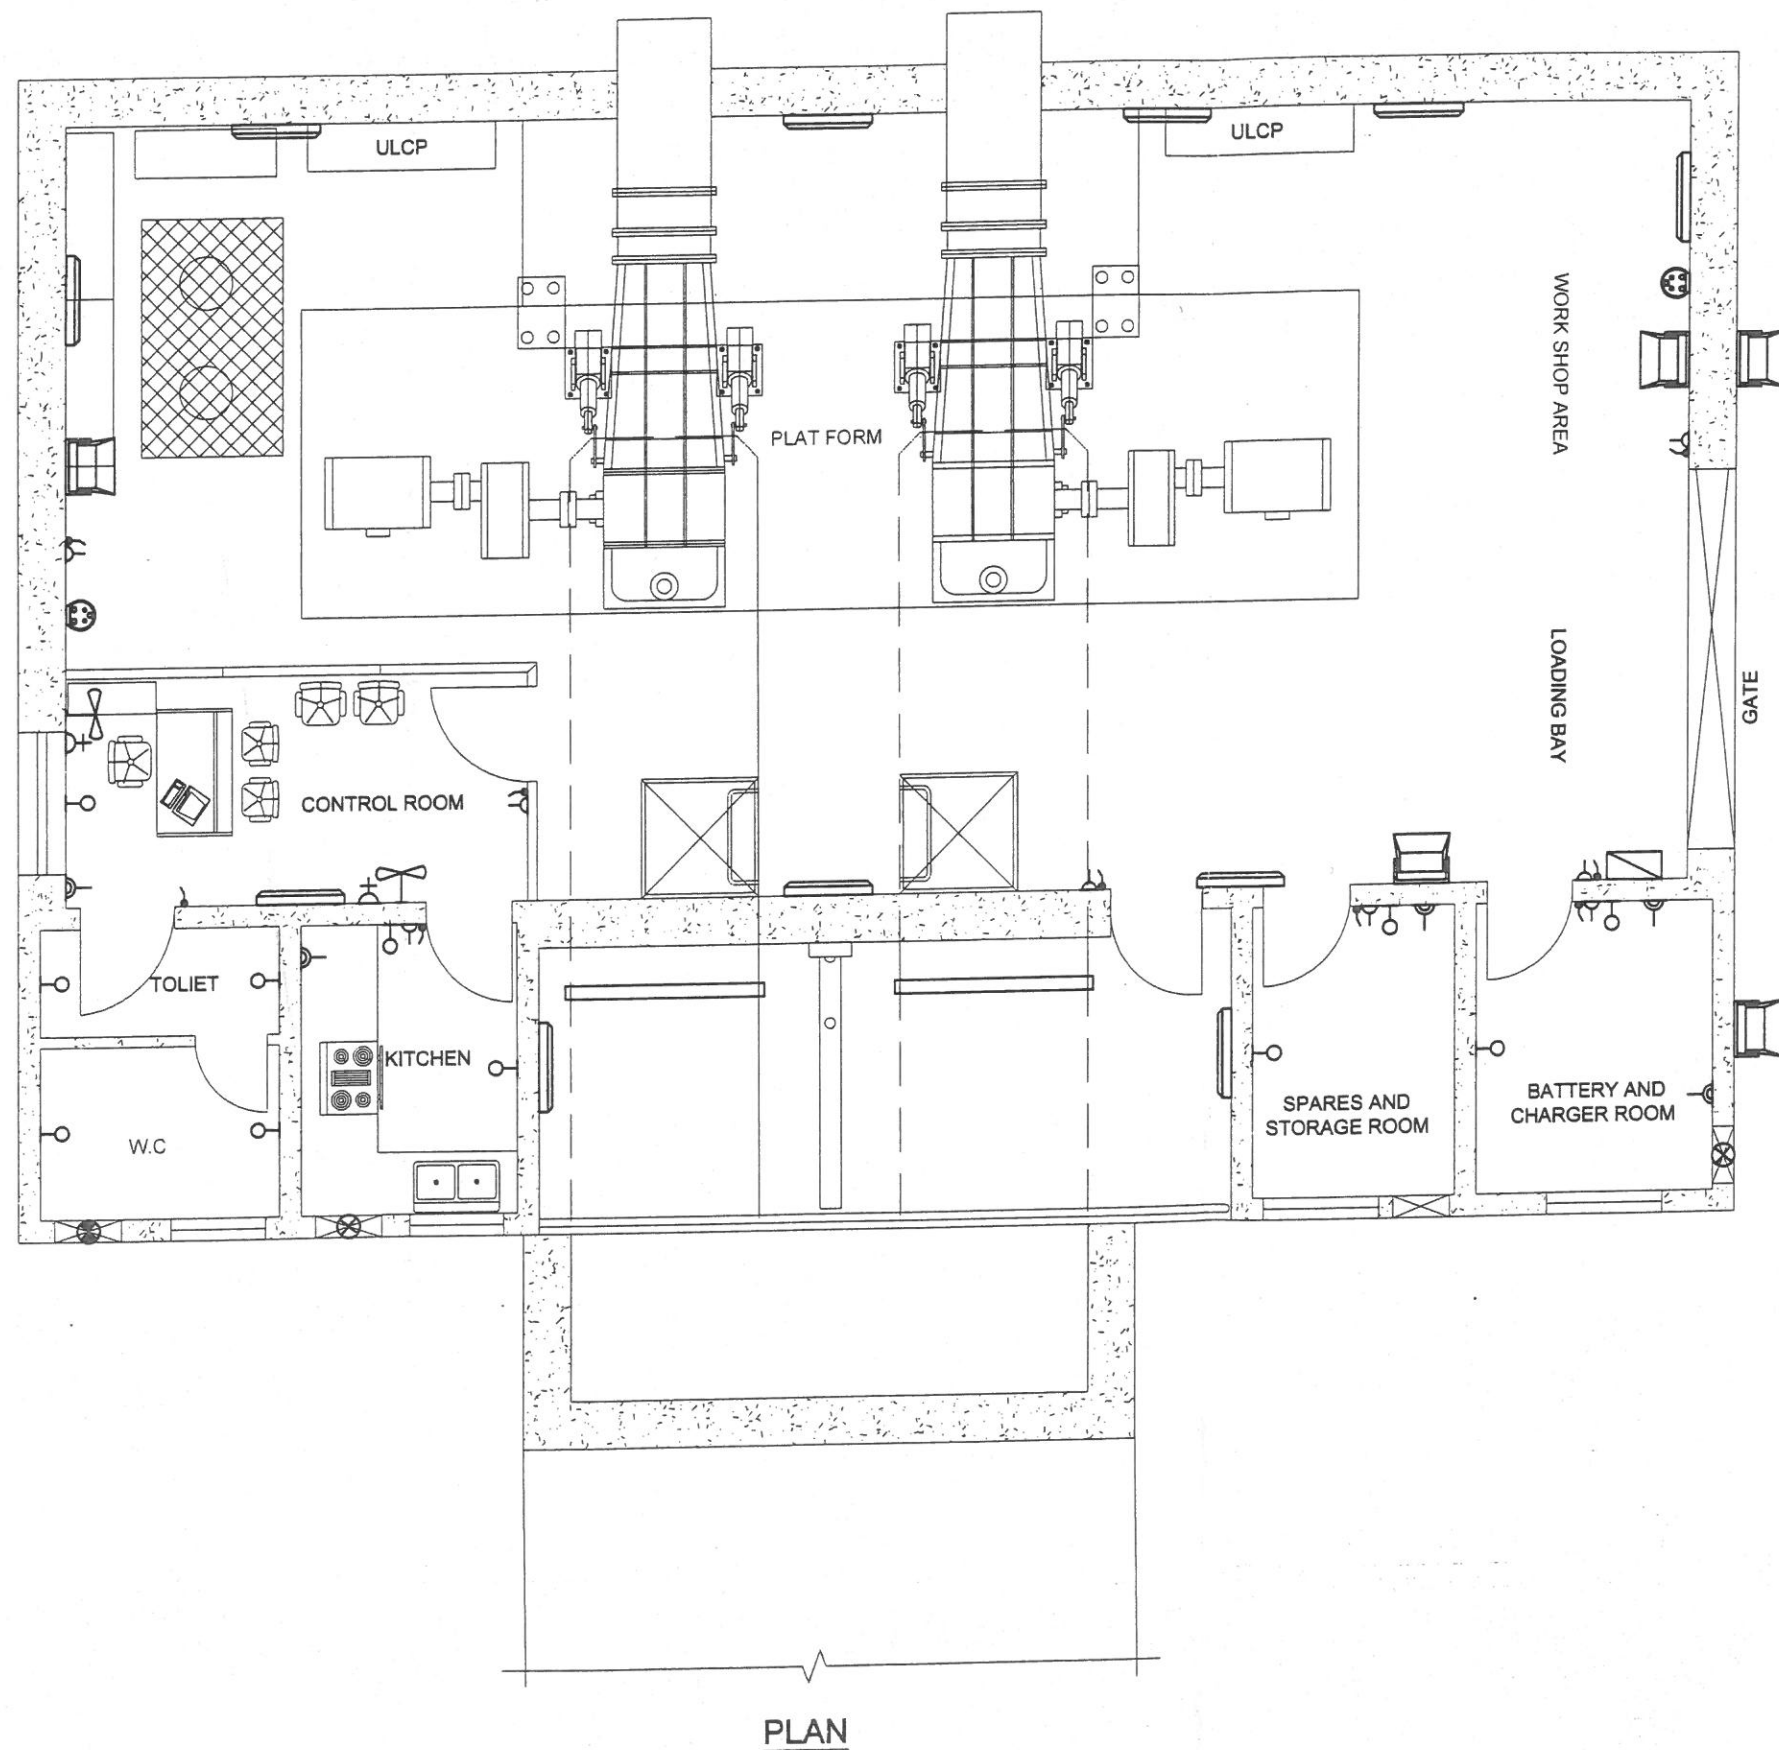 ULCP
ULCP
WORK SHOP AREA
PLAT FORM
LOADING BAY
GATE
CONTROL ROOM
TOLIET
KITCHEN
W.C
SPARES AND
STORAGE ROOM
BATTERY AND
CHARGER ROOM
PLAN